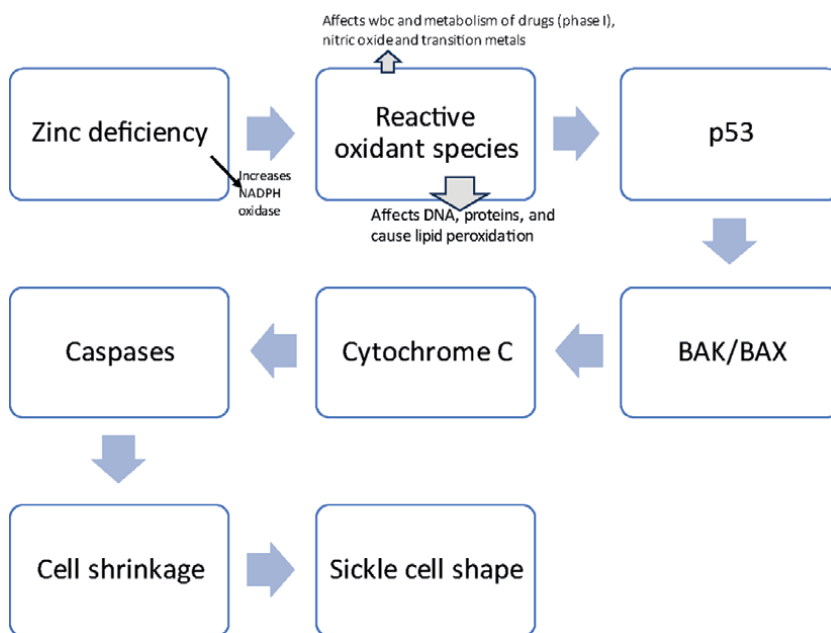 Affects wbc and metabolism of drugs (phase I),
nitric oxide and transition metals
Zinc deficiency
Increases
NADPH
oxidase
Reactive
oxidant species
Affects DNA, proteins, and
cause lipid peroxidation
p53
Caspases
Cytochrome C
BAK/BAX
Cell shrinkage
Sickle cell shape